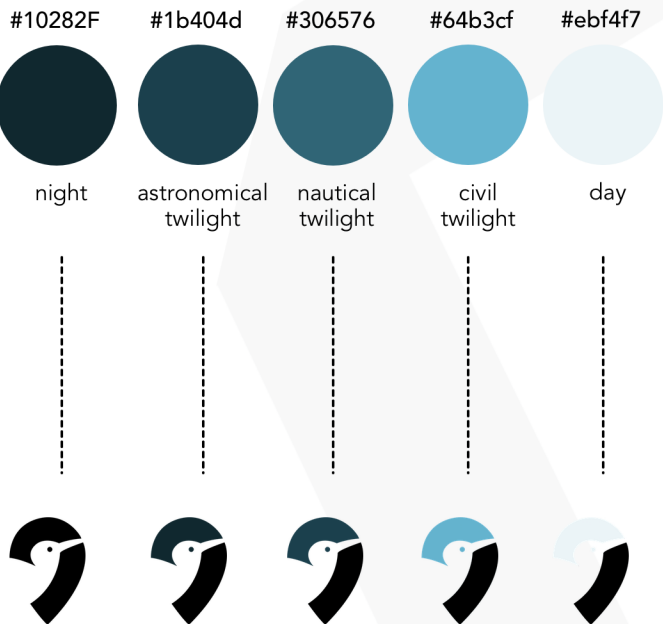 #10282F #1b404d #306576 #64b3cf #ebf4f7
night
astronomical
twilight
nautical
twilight
civil
twilight
day